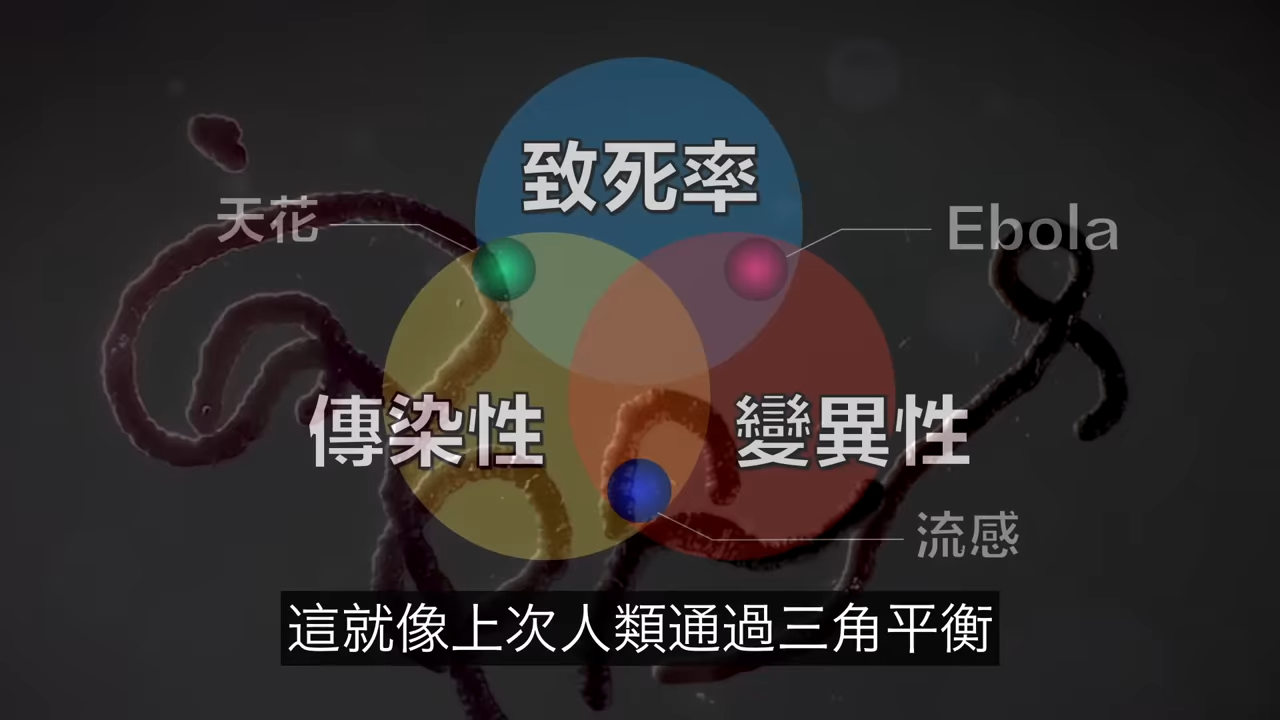 致死率
天花
Ebola
傳染性
變異性
流感
這就像上次人類通過三角平衡